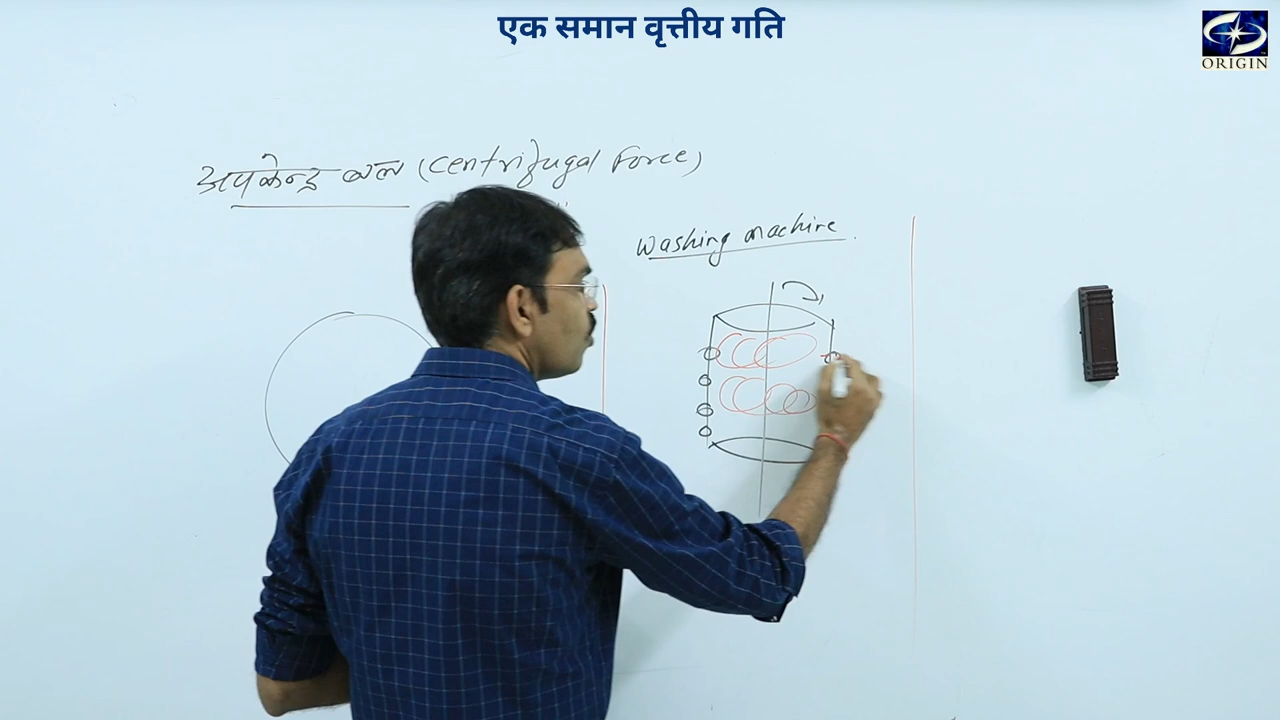 एक समान वृत्तीय गति
ORIGIN
अपकेन्द्र बल (Centrifugal Force)
Washing machine